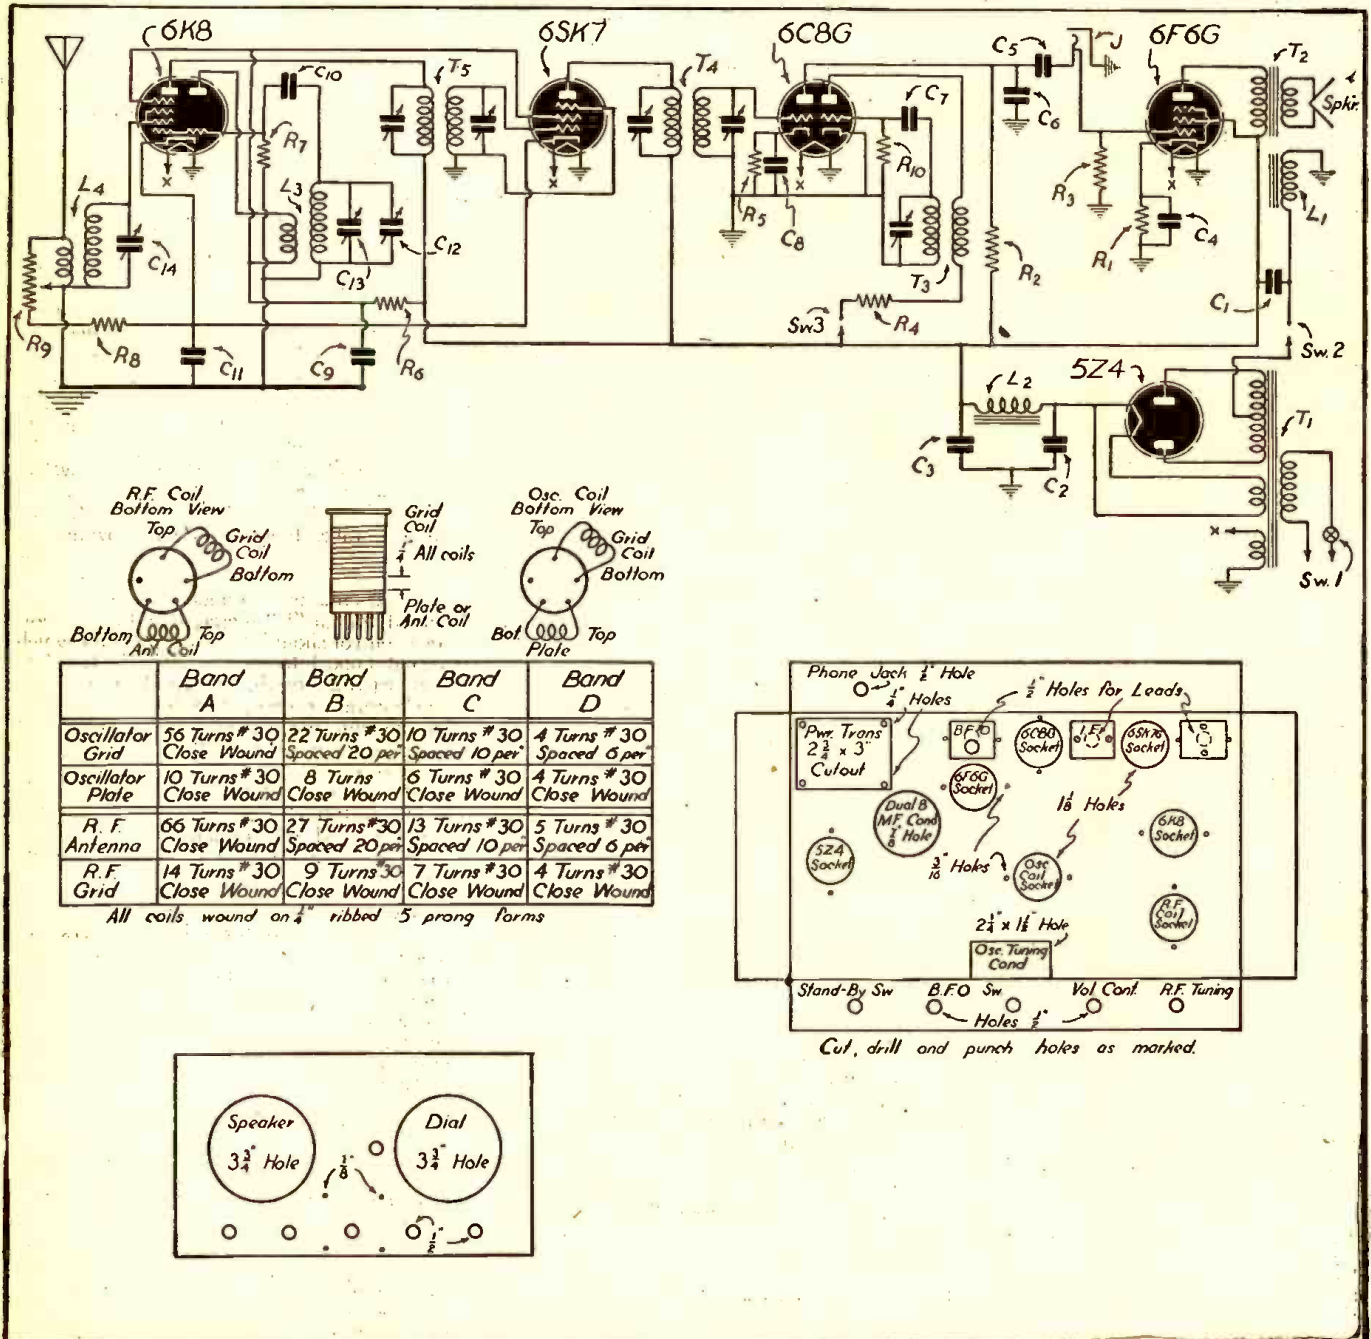 6K8
6SK7
6C8G
6F6G
C5
J
T2
C10
T5
T4
C7
C6
Spkr.
R7
R10
L4
L3
R5
C8
R3
R1
C4
L1
C14
C13
C12
T3
R2
C1
Sw3
R4
Sw.2
R9
R8
C11
C9
R6
L2
5Z4
T1
C3
C2
x
x
x
x
Sw.1
R.F. Coil
Bottom View
Top
Grid
Coil
Bottom
Bottom
Top
Ant. Coil
Grid
Coil
1/4" All coils
Plate or
Ant. Coil
Osc. Coil
Bottom View
Top
Grid
Coil
Bottom
Bot.
Top
Plate
Band A Band B Band C Band D
Oscillator Grid 56 Turns #30 Close Wound 22 Turns #30 Spaced 20 per" 10 Turns #30 Spaced 10 per" 4 Turns #30 Spaced 6 per"
Oscillator Plate 10 Turns #30 Close Wound 8 Turns Close Wound 6 Turns #30 Close Wound 4 Turns #30 Close Wound
R.F. Antenna 66 Turns #30 Close Wound 27 Turns #30 Spaced 20 per" 13 Turns #30 Spaced 10 per" 5 Turns #30 Spaced 6 per"
R.F. Grid 14 Turns #30 Close Wound 9 Turns #30 Close Wound 7 Turns #30 Close Wound 4 Turns #30 Close Wound
All coils wound on 1/4" ribbed 5 prong forms
Phone Jack 1/2" Hole
1/4" Holes
1/2" Holes for Leads
Pwr. Trans
2 3/4 x 3"
Cutout
B.F.O
6C8G
Socket
I.F.
Socket
6F6G
Socket
Dual 8
MF. Cond
Hole
1 1/8 Holes
6K8
Socket
5Z4
Socket
3/16" Holes
Osc
Coil
Socket
R.F.
Coil
Socket
Hole
Osc. Tuning
Cond
Stand-By Sw
B.F.O Sw.
Vol. Cont.
R.F. Tuning
Holes 1/2"
Cut, drill and punch holes as marked.
Speaker
3 3/4" Hole
Dial
3 3/4" Hole
1/8"
1/2"